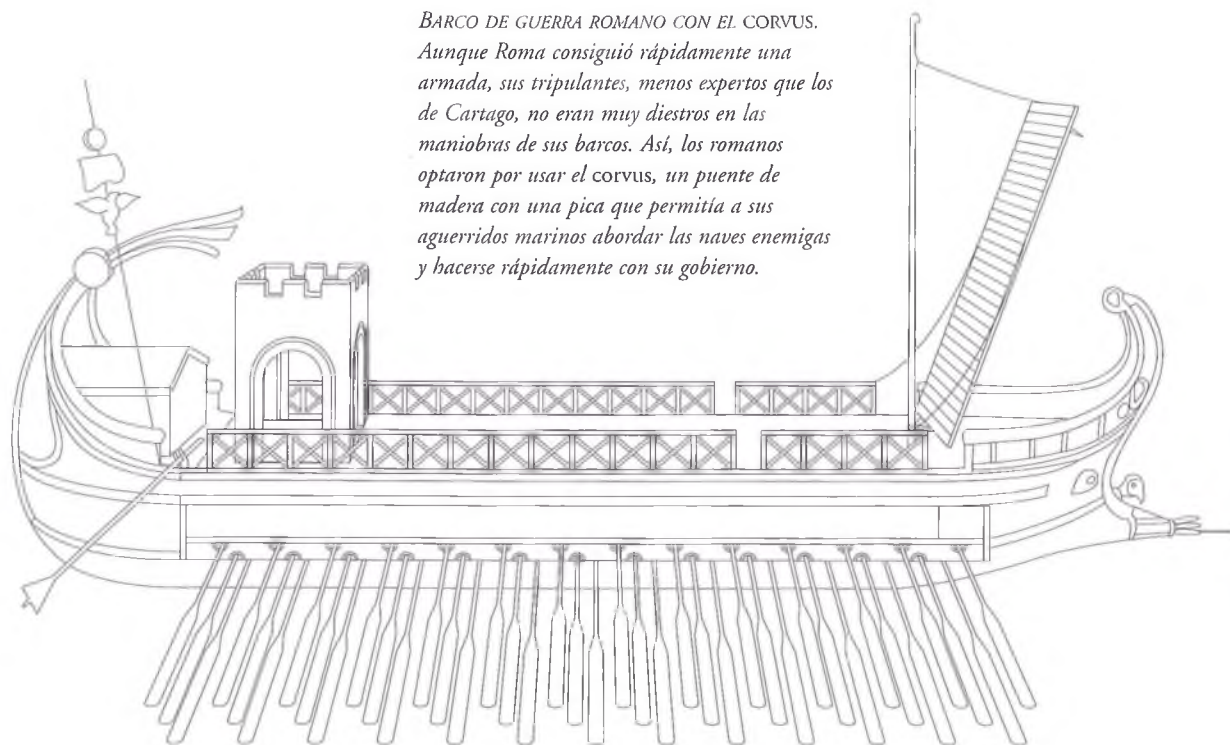 BARCO DE GUERRA ROMANO CON EL CORVUS.
Aunque Roma consiguió rápidamente una
armada, sus tripulantes, menos expertos que los
de Cartago, no eran muy diestros en las
maniobras de sus barcos. Así, los romanos
optaron por usar el corvus, un puente de
madera con una pica que permitía a sus
aguerridos marinos abordar las naves enemigas
y hacerse rápidamente con su gobierno.